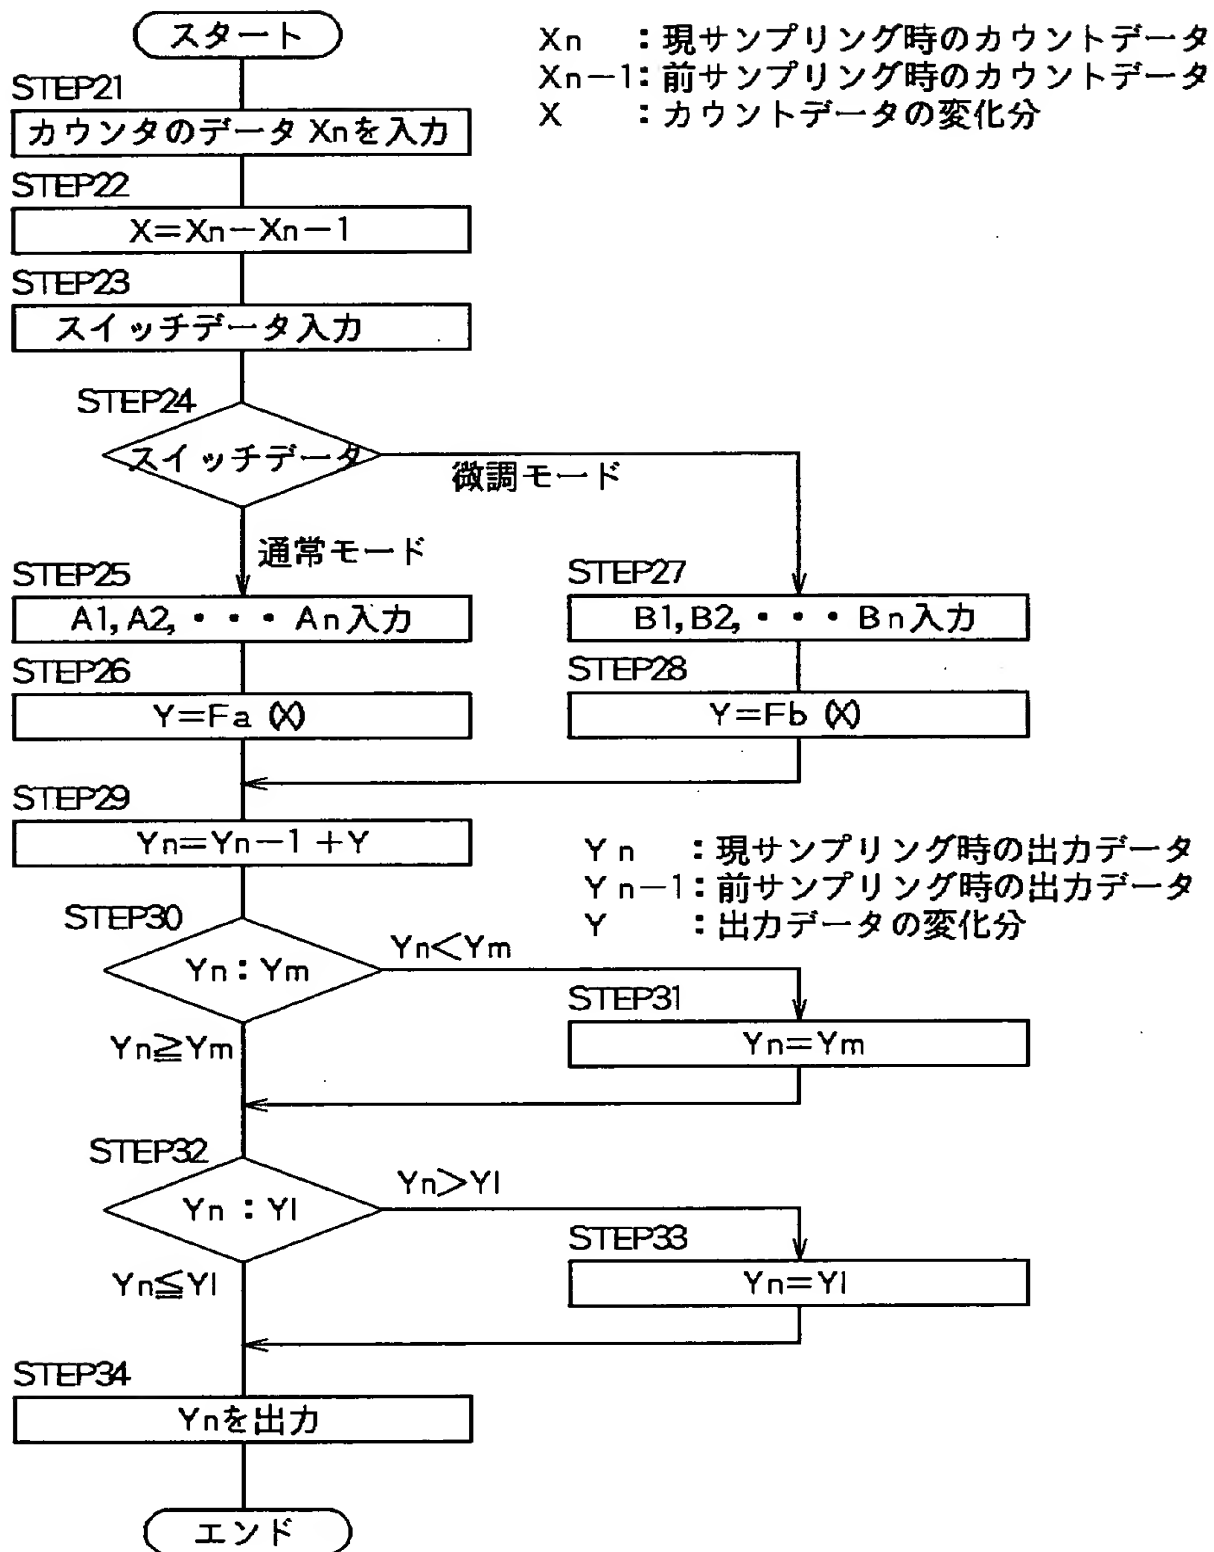 スタート
Xn :現サンプリング時のカウントデータ
Xn-1:前サンプリング時のカウントデータ
X :カウントデータの変化分
STEP21
カウンタのデータXnを入力
STEP22
X=Xn-Xn-1
STEP23
スイッチデータ入力
STEP24
スイッチデータ
微調モード
通常モード
STEP25
A1,A2,・・・An入力
STEP27
B1,B2,・・・Bn入力
STEP26
Y=Fa(X)
STEP28
Y=Fb(X)
STEP29
Yn=Yn-1+Y
Yn :現サンプリング時の出力データ
Yn-1:前サンプリング時の出力データ
Y :出力データの変化分
STEP30
Yn:Ym
Yn<Ym
STEP31
Yn=Ym
Yn≧Ym
STEP32
Yn:Yl
Yn>Yl
STEP33
Yn=Yl
Yn≦Yl
STEP34
Ynを出力
エンド